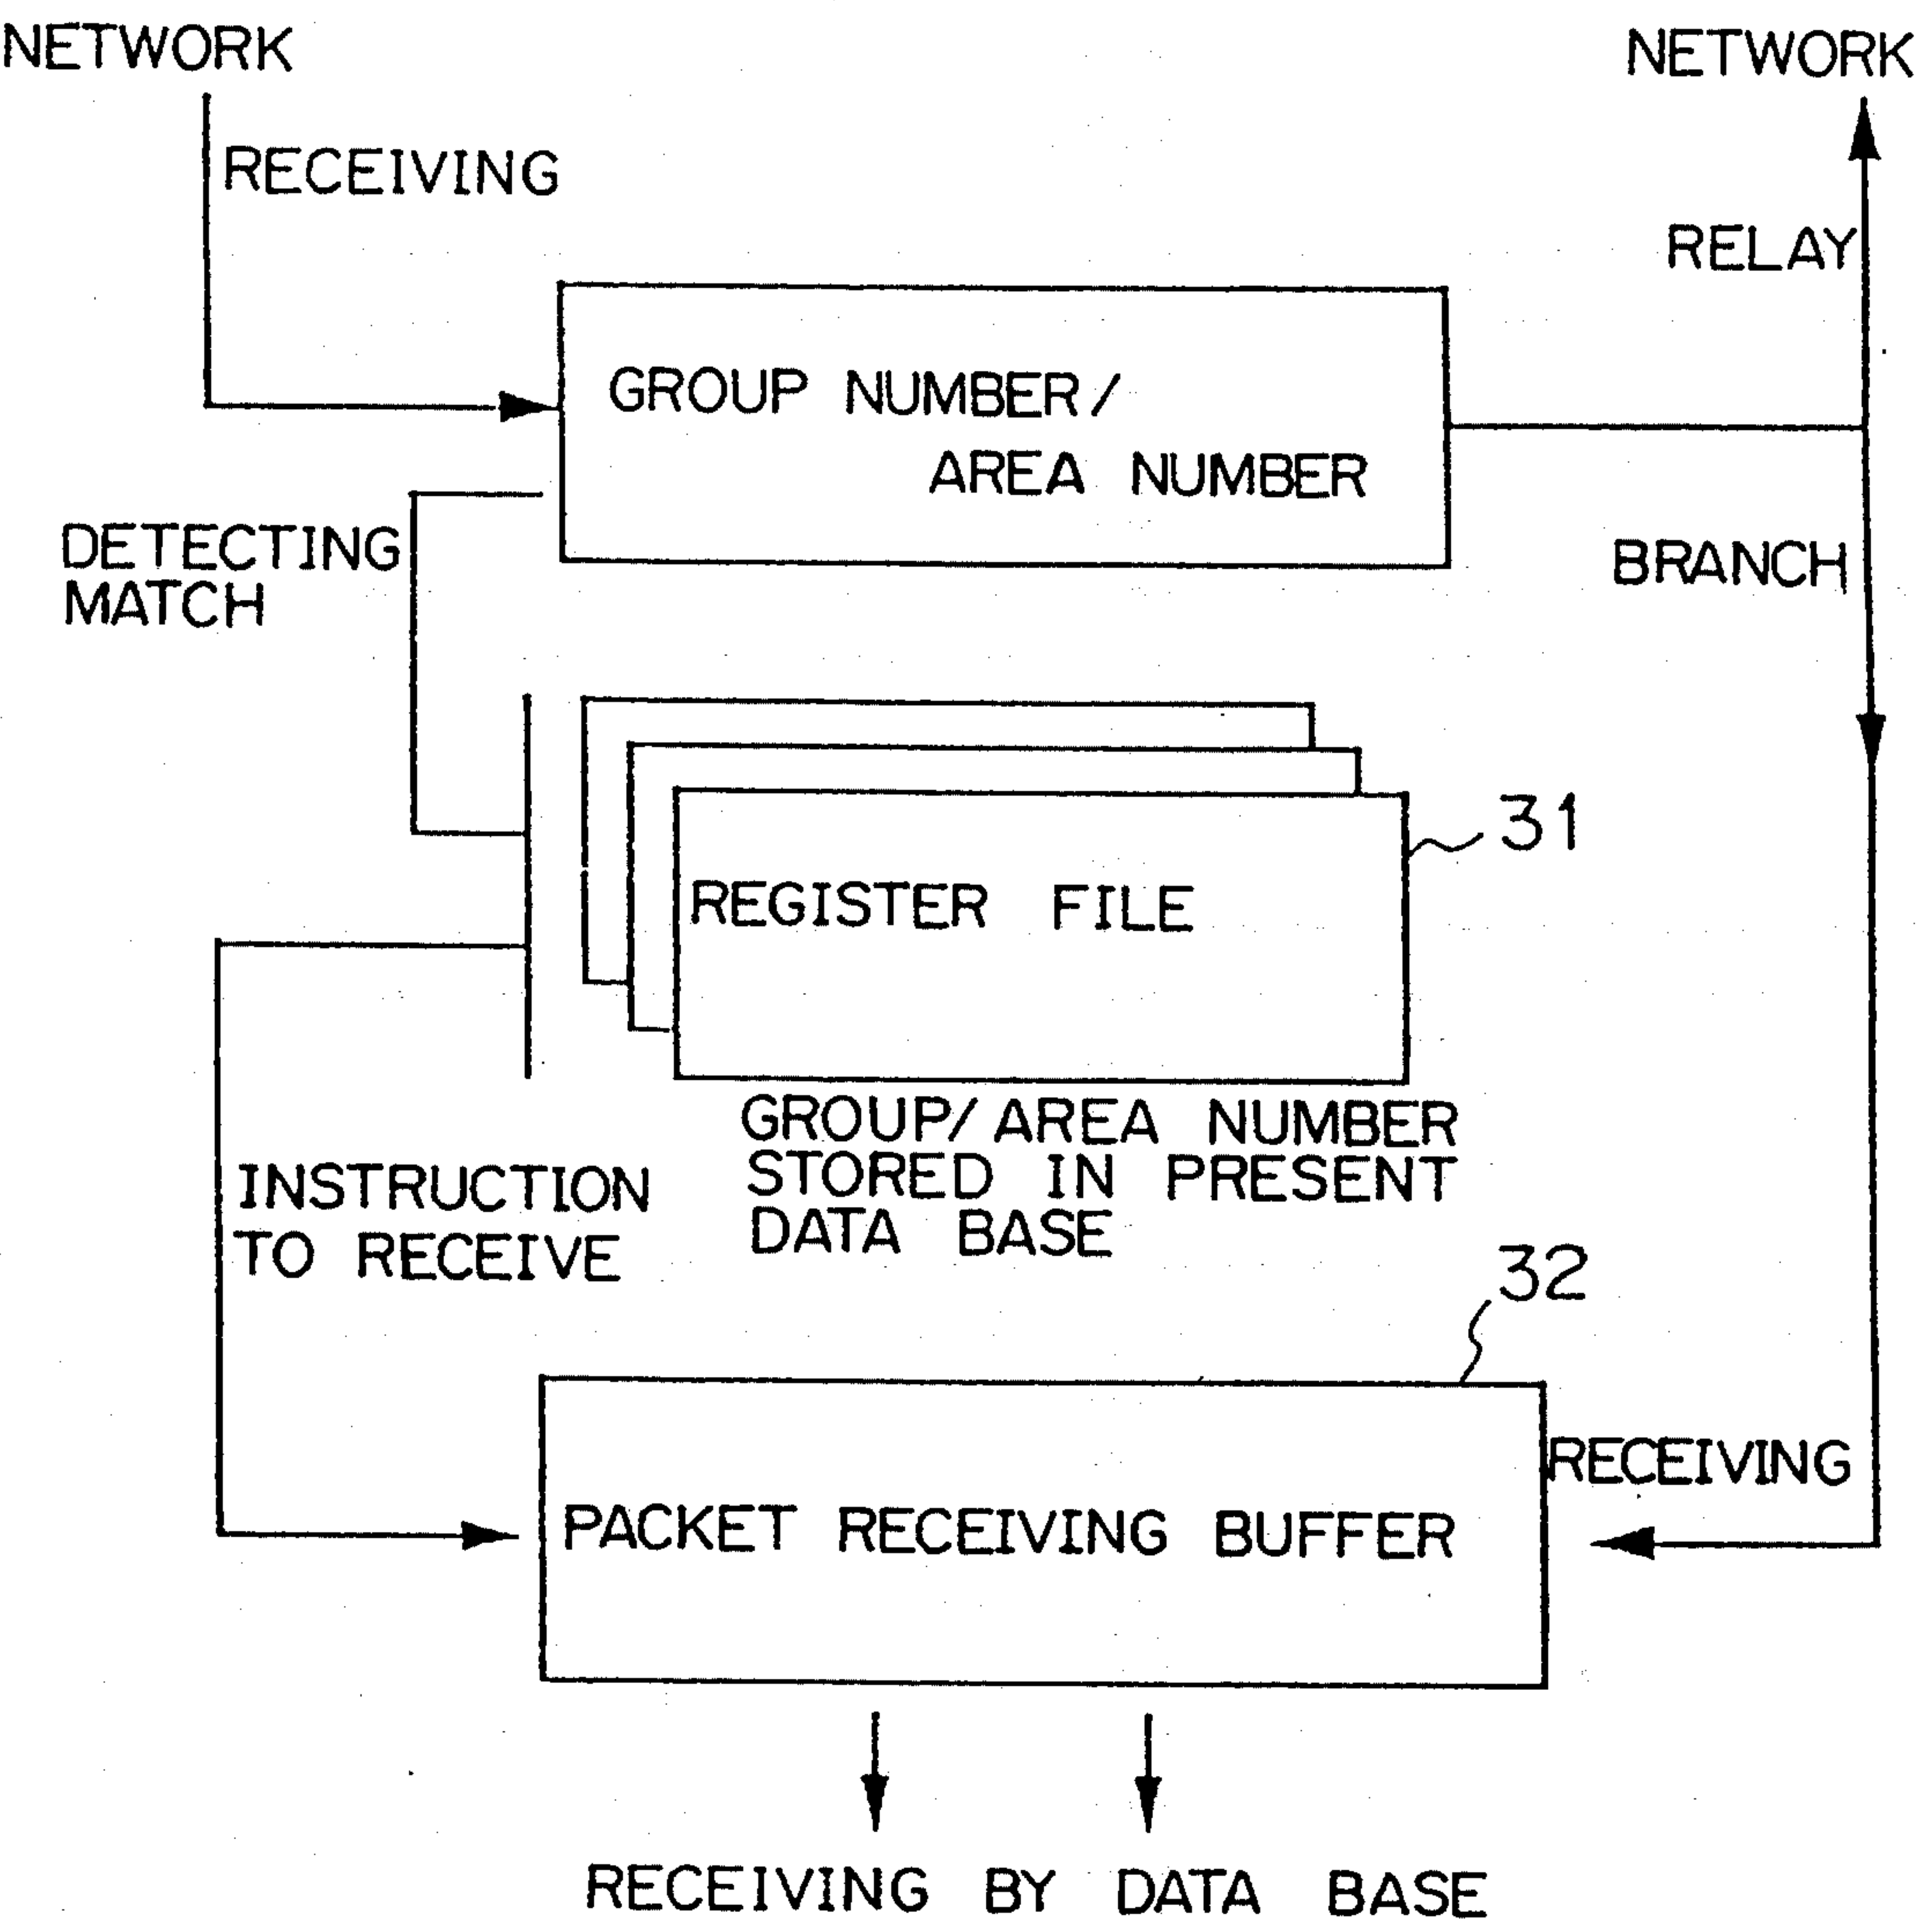 NETWORK
NETWORK
RECEIVING
RELAY
GROUP NUMBER/
AREA NUMBER
DETECTING
MATCH
BRANCH
31
REGISTER FILE
GROUP/AREA NUMBER
STORED IN PRESENT
DATA BASE
INSTRUCTION
TO RECEIVE
32
RECEIVING
PACKET RECEIVING BUFFER
RECEIVING BY DATA BASE